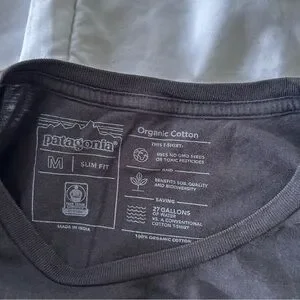 patagonia®
M
SLIM FIT
MADE IN INDIA
Organic Cotton
THIS T-SHIRT:
USES NO GMO SEEDS
OR TOXIC PESTICIDES
AND
BENEFITS SOIL QUALITY
AND BIODIVERSITY
SAVING
27 GALLONS
OF WATER
VS. A CONVENTIONAL
COTTON T-SHIRT
100% ORGANIC COTTON